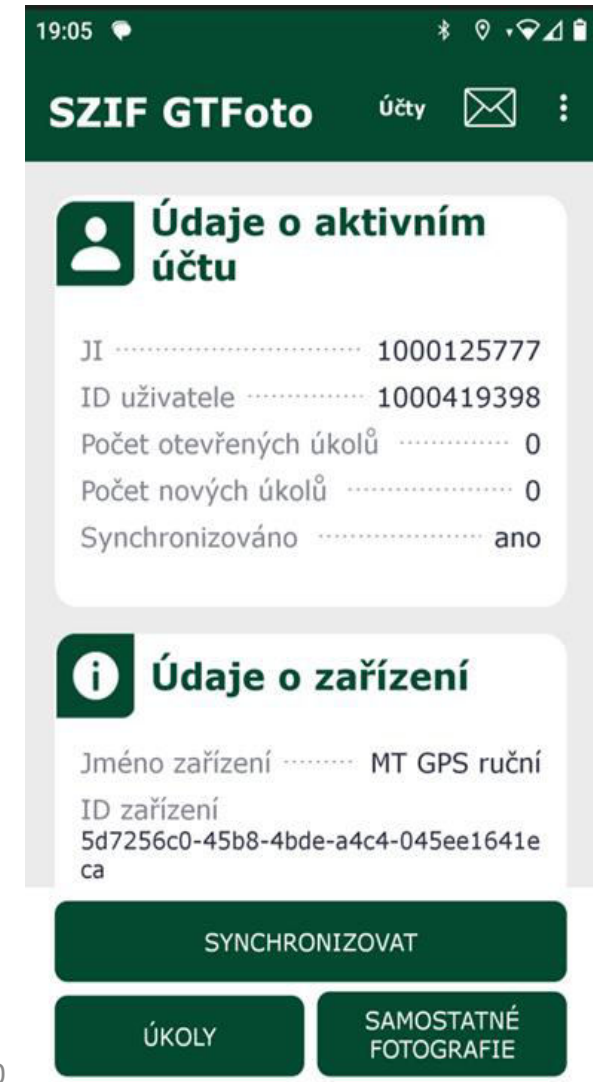 19:05
SZIF GTFoto Účty
Údaje o aktivním
účtu
JI 1000125777
ID uživatele 1000419398
Počet otevřených úkolů 0
Počet nových úkolů 0
Synchronizováno ano
Údaje o zařízení
Jméno zařízení MT GPS ruční
ID zařízení
5d7256c0-45b8-4bde-a4c4-045ee1641e
ca
SYNCHRONIZOVAT
ÚKOLY
SAMOSTATNÉ
FOTOGRAFIE